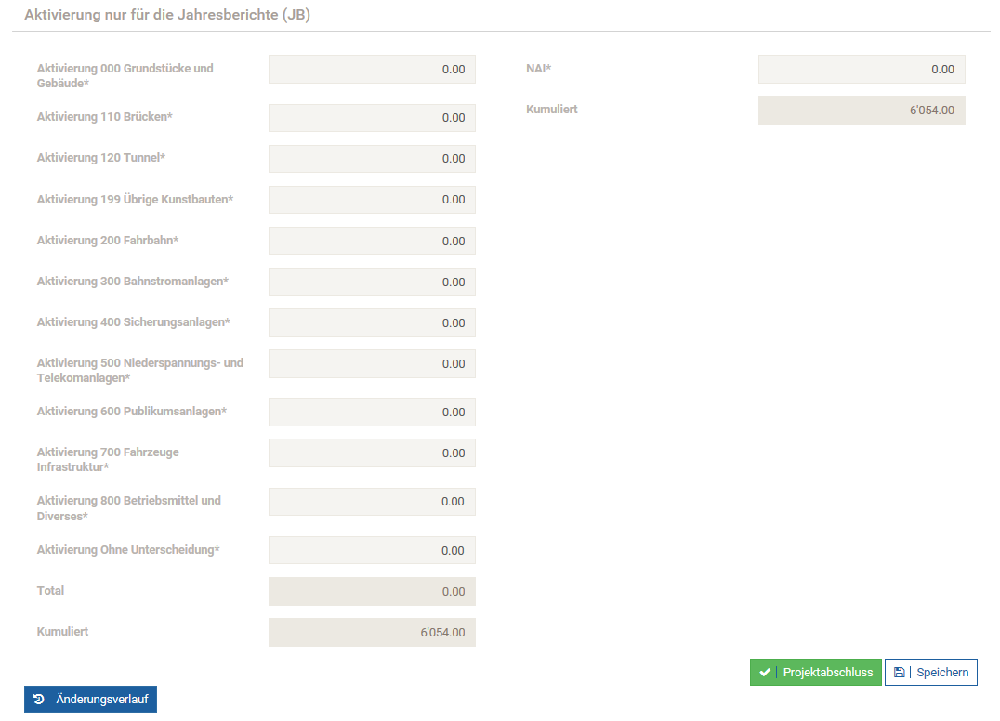 Aktivierung nur für die Jahresberichte (JB)
Aktivierung 000 Grundstücke und
Gebäude*
0.00
Aktivierung 110 Brücken*
0.00
Aktivierung 120 Tunnel*
0.00
Aktivierung 199 Übrige Kunstbauten*
0.00
Aktivierung 200 Fahrbahn*
0.00
Aktivierung 300 Bahnstromanlagen*
0.00
Aktivierung 400 Sicherungsanlagen*
0.00
Aktivierung 500 Niederspannungs- und
Telekomanlagen*
0.00
Aktivierung 600 Publikumsanlagen*
0.00
Aktivierung 700 Fahrzeuge
Infrastruktur*
0.00
Aktivierung 800 Betriebsmittel und
Diverses*
0.00
Aktivierung Ohne Unterscheidung*
0.00
Total
0.00
Kumuliert
6'054.00
NAI*
0.00
Kumuliert
6'054.00
Projektabschluss
Speichern
Änderungsverlauf